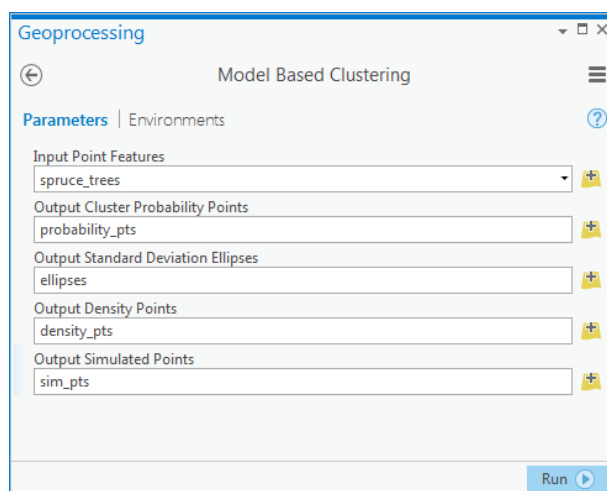 Geoprocessing
Model Based Clustering
Parameters | Environments
Input Point Features
spruce_trees
Output Cluster Probability Points
probability_pts
Output Standard Deviation Ellipses
ellipses
Output Density Points
density_pts
Output Simulated Points
sim_pts
Run